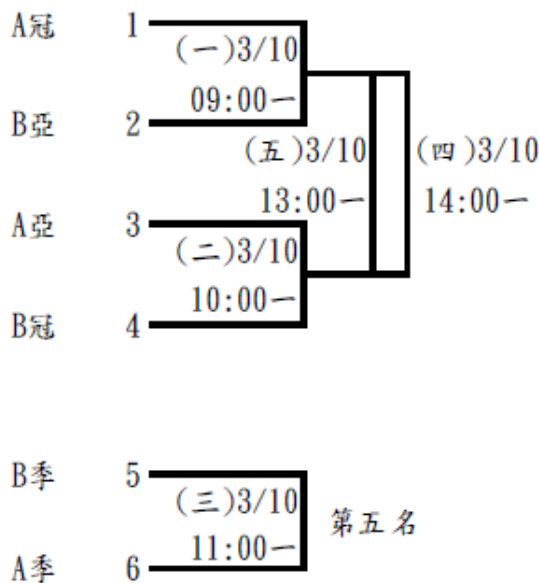 A冠 1
(一)3/10
09:00一
B亞 2
(五)3/10 (四)3/10
13:00一 14:00一
A亞 3
(二)3/10
10:00一
B冠 4
B季 5
(三)3/10
第五名
11:00一
A季 6